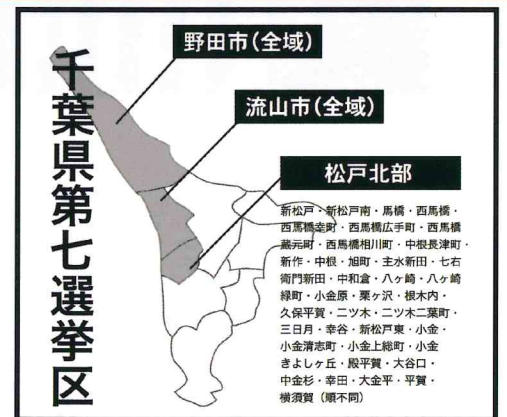 千葉県第七選挙区
野田市(全域)
流山市(全域)
松戸北部
新松戸・新松戸南・馬橋・西馬橋・
西馬橋幸町・西馬橋広手町・西馬橋
蔵元町・西馬橋相川町・中根長津町・
新作・中根・旭町・主水新田・七右
衛門新田・中和倉・八ヶ崎・八ヶ崎
緑町・小金原・栗ヶ沢・根木内・
久保平賀・二ツ木・二ツ木二葉町・
三日月・幸谷・新松戸東・小金・
小金清志町・小金上総町・小金
きよしヶ丘・殿平賀・大谷口・
中金杉・幸田・大金平・平賀・
横須賀(順不同)